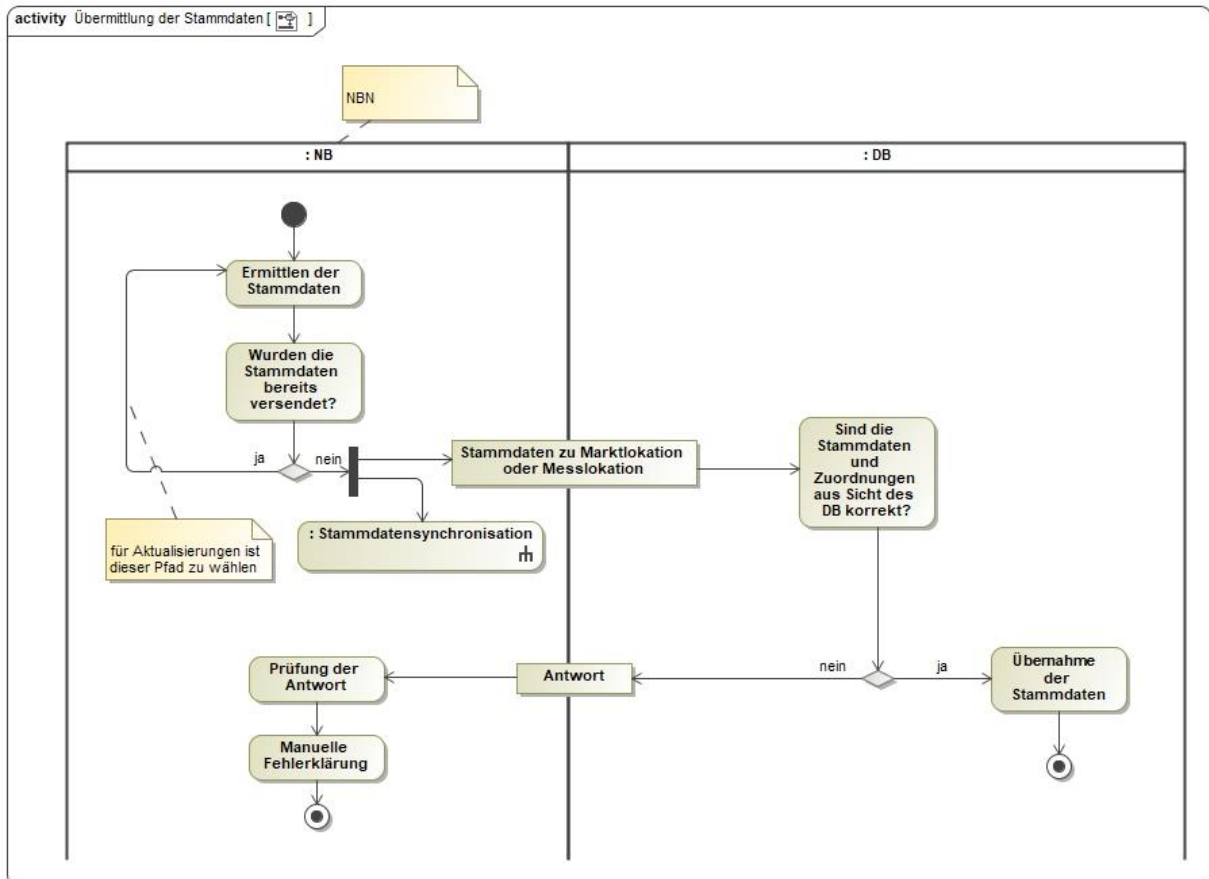 activity Übermittlung der Stammdaten [ ]
NBN
: NB
: DB
Ermittlen der
Stammdaten
Wurden die
Stammdaten
bereits
versendet?
ja
nein
Stammdaten zu Marktlokation
oder Messlokation
: Stammdatensynchronisation
für Aktualisierungen ist
dieser Pfad zu wählen
Sind die
Stammdaten
und
Zuordnungen
aus Sicht des
DB korrekt?
nein
ja
Übernahme
der
Stammdaten
Antwort
Prüfung der
Antwort
Manuelle
Fehlerklärung